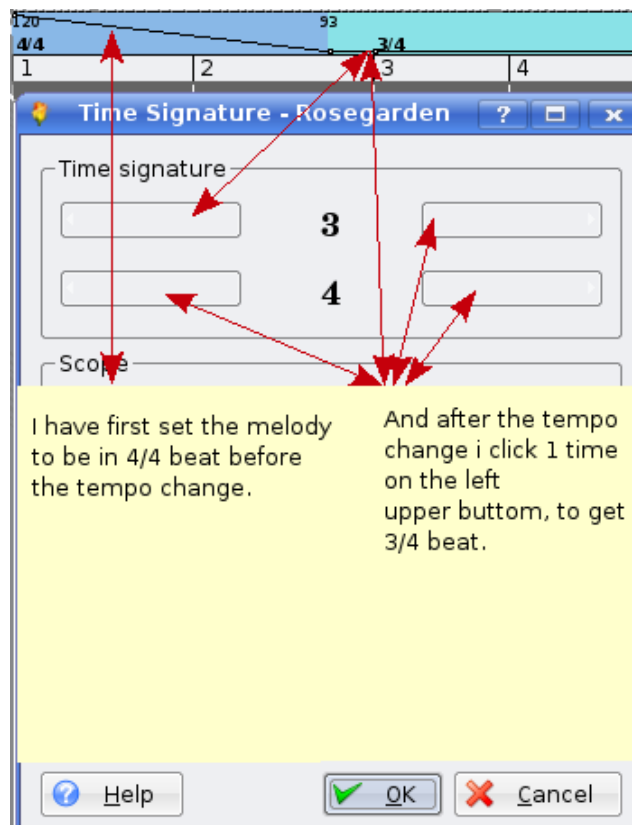 120 93
4/4 3/4
1 2 3 4
Time Signature - Rosegarden ?
Time signature
3
4
Scope
I have first set the melody
to be in 4/4 beat before
the tempo change.
And after the tempo
change i click 1 time
on the left
upper buttom, to get
3/4 beat.
Help OK Cancel